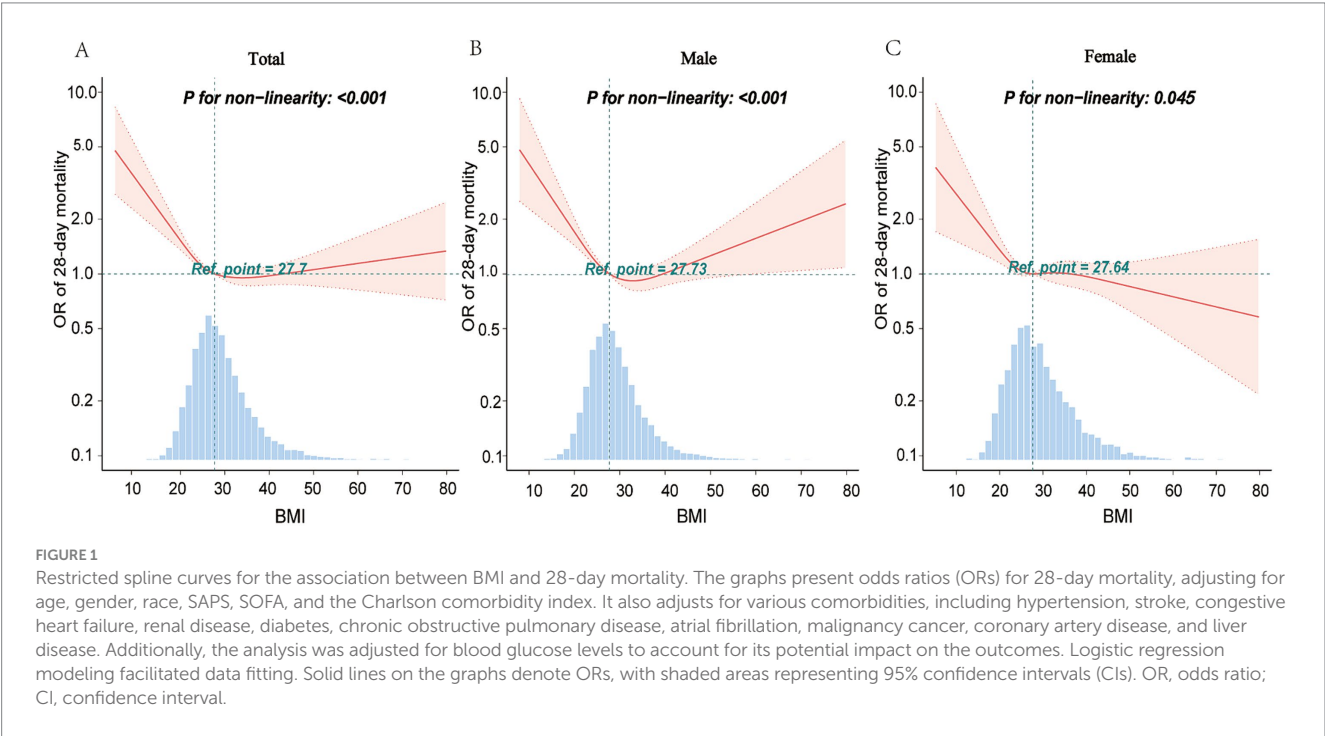 A
Total
P for non-linearity: <0.001
OR of 28-day mortality
10.0
5.0
2.0
1.0
0.5
0.2
0.1
Ref. point = 27.7
10 20 30 40 50 60 70 80
BMI
B
Male
P for non-linearity: <0.001
OR of 28-day mortlity
10.0
5.0
2.0
1.0
0.5
0.2
0.1
Ref. point = 27.73
10 20 30 40 50 60 70 80
BMI
C
Female
P for non-linearity: 0.045
OR of 28-day mortality
10.0
5.0
2.0
1.0
0.5
0.2
0.1
Ref. point = 27.64
10 20 30 40 50 60 70 80
BMI
FIGURE 1
Restricted spline curves for the association between BMI and 28-day mortality. The graphs present odds ratios (ORs) for 28-day mortality, adjusting for
age, gender, race, SAPS, SOFA, and the Charlson comorbidity index. It also adjusts for various comorbidities, including hypertension, stroke, congestive
heart failure, renal disease, diabetes, chronic obstructive pulmonary disease, atrial fibrillation, malignancy cancer, coronary artery disease, and liver
disease. Additionally, the analysis was adjusted for blood glucose levels to account for its potential impact on the outcomes. Logistic regression
modeling facilitated data fitting. Solid lines on the graphs denote ORs, with shaded areas representing 95% confidence intervals (CIs). OR, odds ratio;
CI, confidence interval.